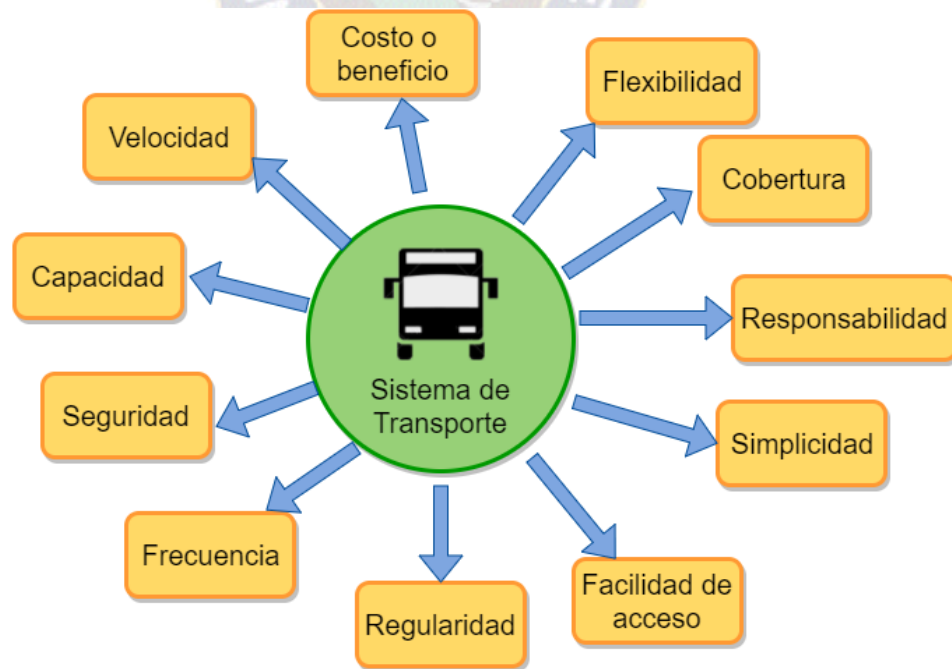 Costo o
beneficio
Flexibilidad
Velocidad
Cobertura
Capacidad
Responsabilidad
Sistema de
Transporte
Seguridad
Simplicidad
Frecuencia
Facilidad de
acceso
Regularidad